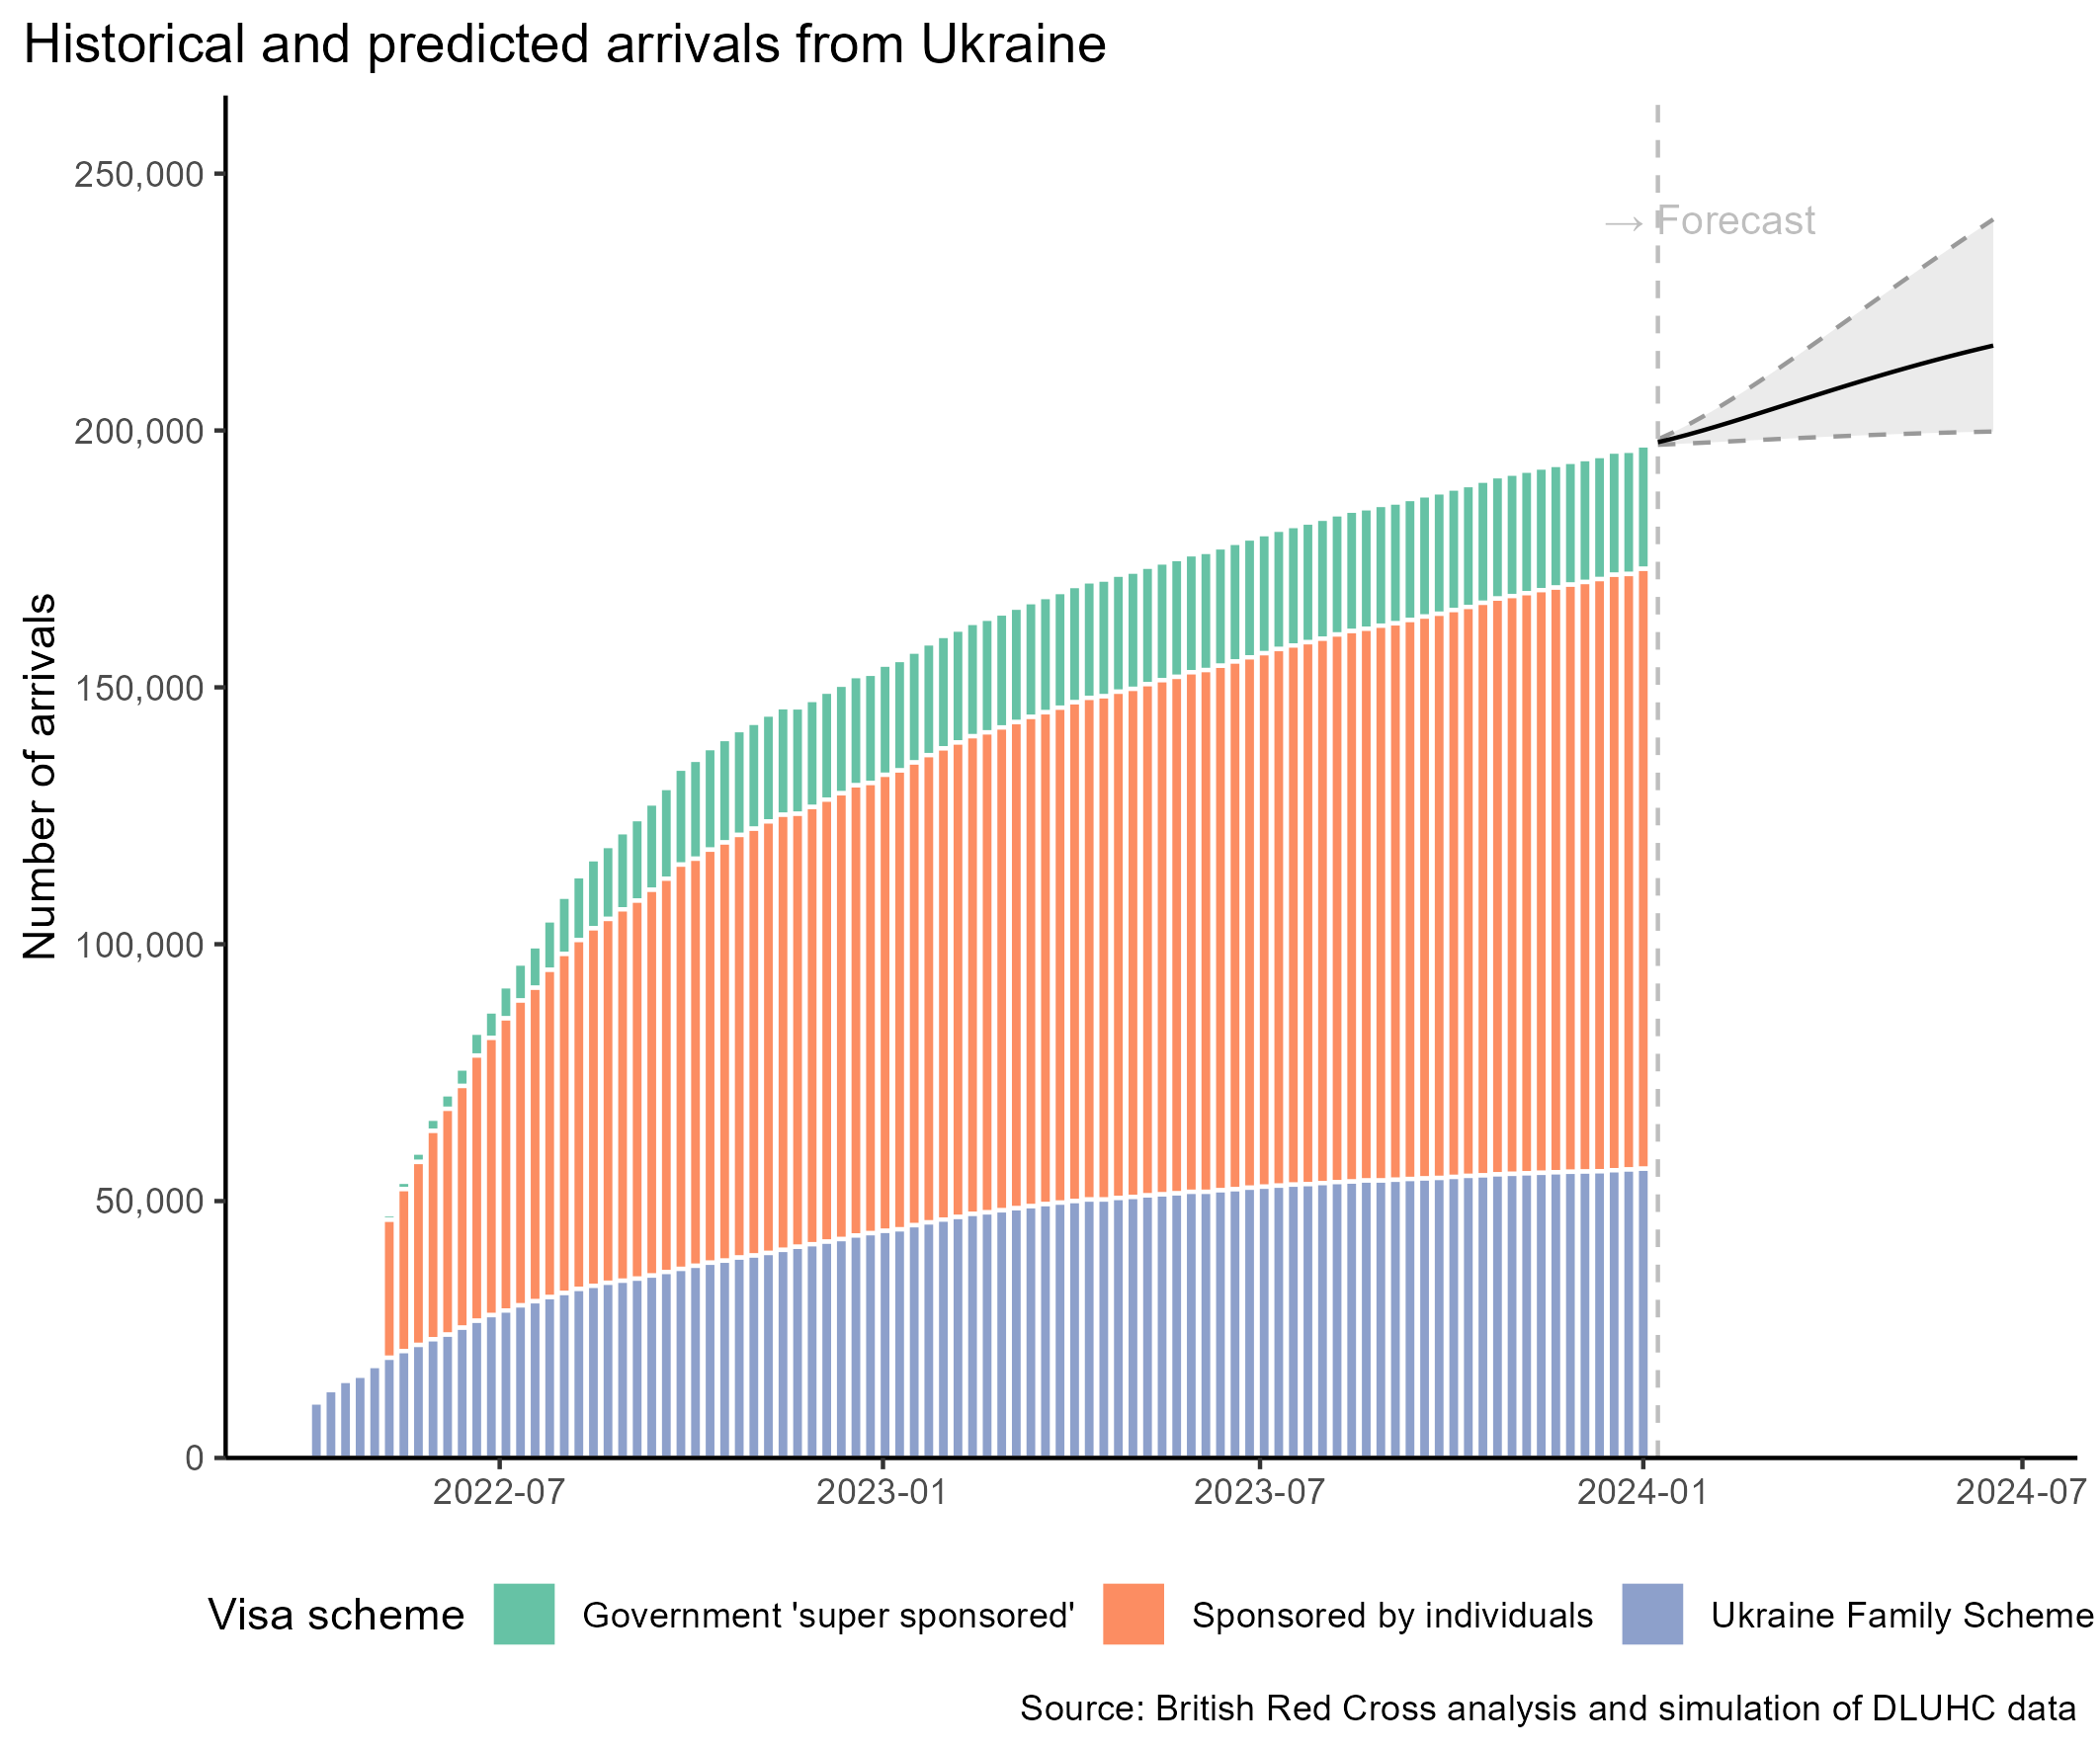 Historical and predicted arrivals from Ukraine
Number of arrivals
250,000
200,000
150,000
100,000
50,000
0
→ Forecast
2022-07
2023-01
2023-07
2024-01
2024-07
Visa scheme
Government 'super sponsored'
Sponsored by individuals
Ukraine Family Scheme
Source: British Red Cross analysis and simulation of DLUHC data